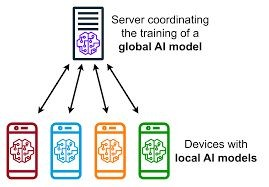 Server coordinating
the training of a
global AI model
Devices with
local AI models